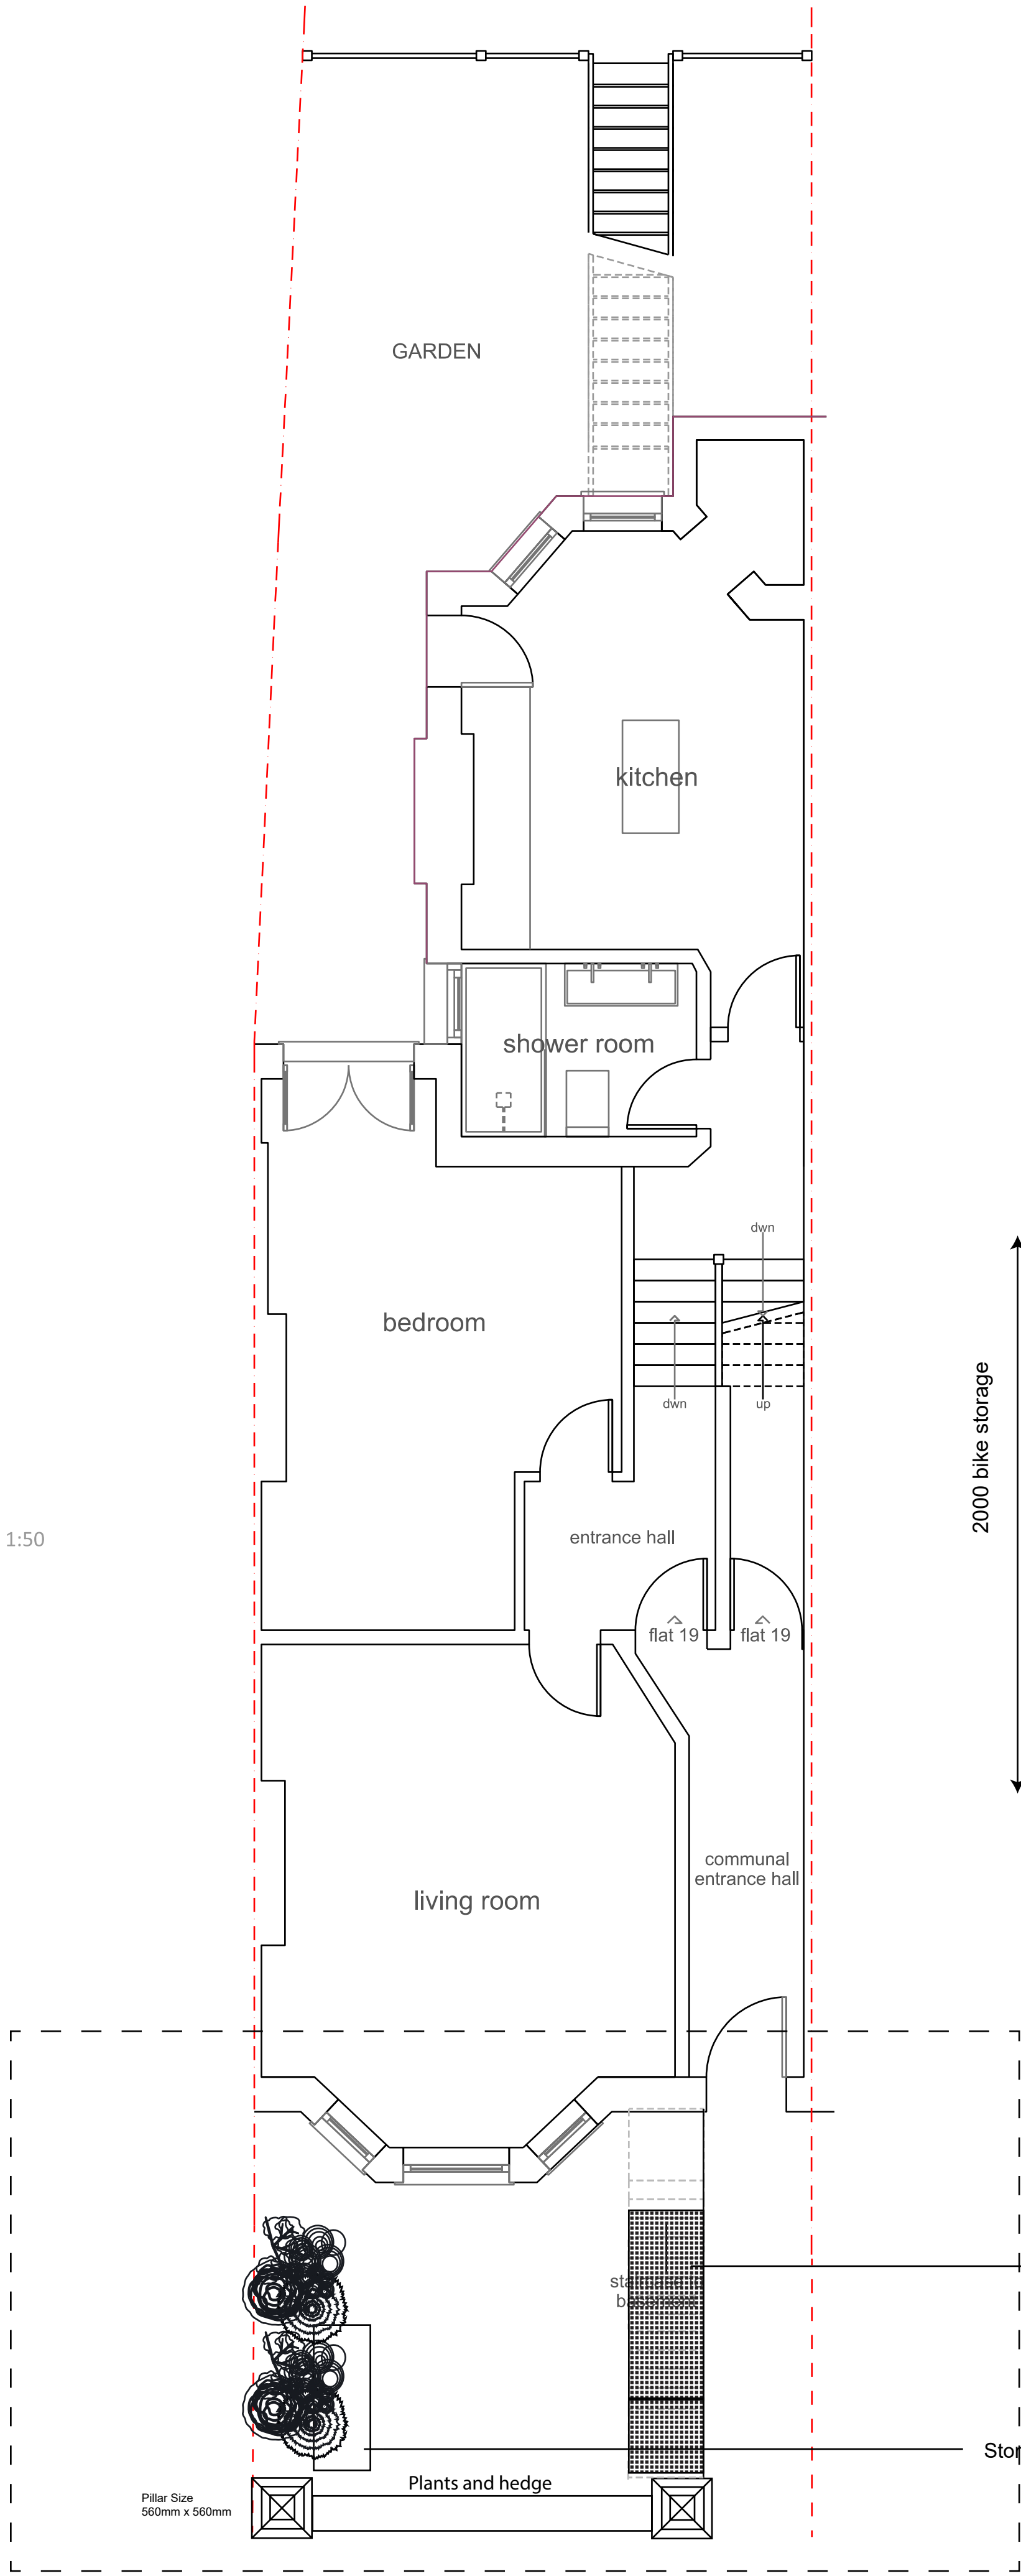 GARDEN
kitchen
shower room
dwn
bedroom
dwn
up
2000 bike storage
1:50
entrance hall
flat 19
flat 19
communal
entrance hall
living room
Plants and hedge
Pillar Size
560mm x 560mm